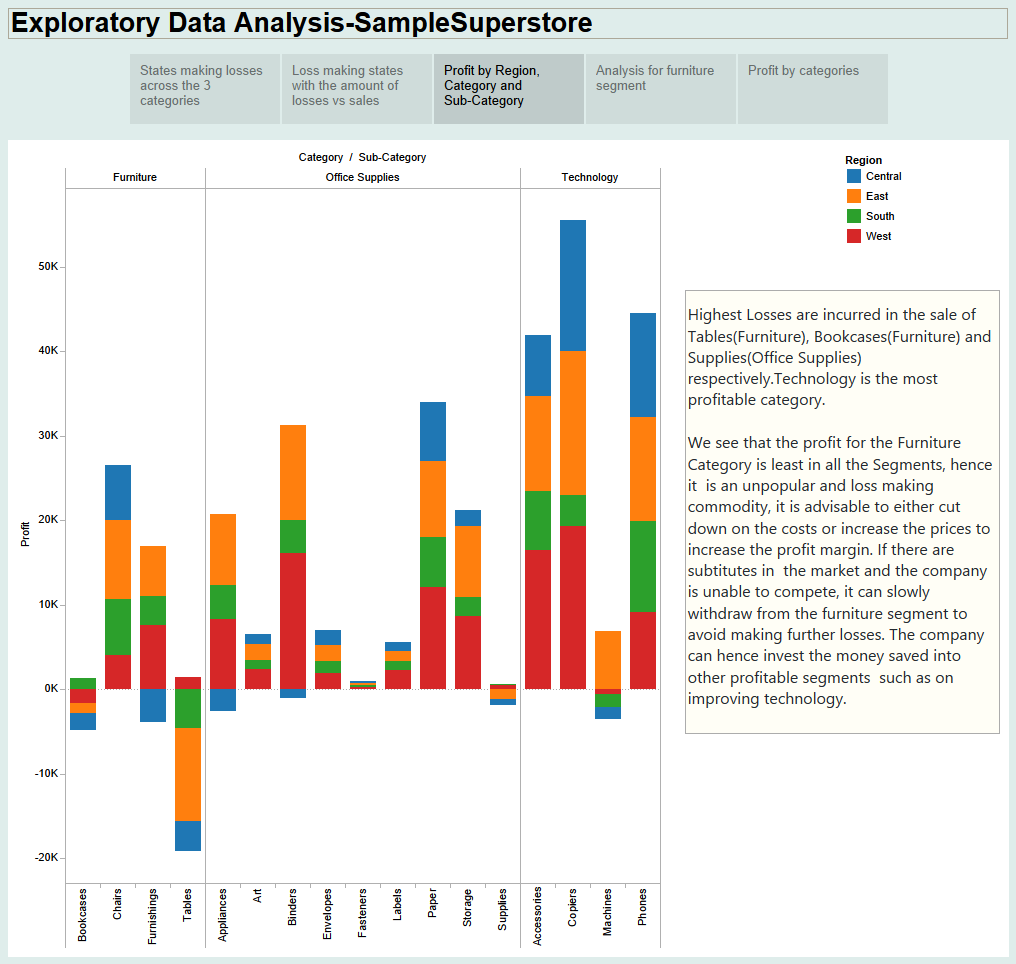 Exploratory Data Analysis-SampleSuperstore
States making losses
across the 3
categories
Loss making states
with the amount of
losses vs sales
Profit by Region,
Category and
Sub-Category
Analysis for furniture
segment
Profit by categories
Category / Sub-Category
Furniture
Office Supplies
Technology
Region
Central
East
South
West
Profit
50K
40K
30K
20K
10K
0K
-10K
-20K
Bookcases
Chairs
Furnishings
Tables
Appliances
Art
Binders
Envelopes
Fasteners
Labels
Paper
Storage
Supplies
Accessories
Copiers
Machines
Phones
Highest Losses are incurred in the sale of
Tables(Furniture), Bookcases(Furniture) and
Supplies(Office Supplies)
respectively.Technology is the most
profitable category.
We see that the profit for the Furniture
Category is least in all the Segments, hence
it  is an unpopular and loss making
commodity, it is advisable to either cut
down on the costs or increase the prices to
increase the profit margin. If there are
subtitutes in  the market and the company
is unable to compete, it can slowly
withdraw from the furniture segment to
avoid making further losses. The company
can hence invest the money saved into
other profitable segments  such as on
improving technology.